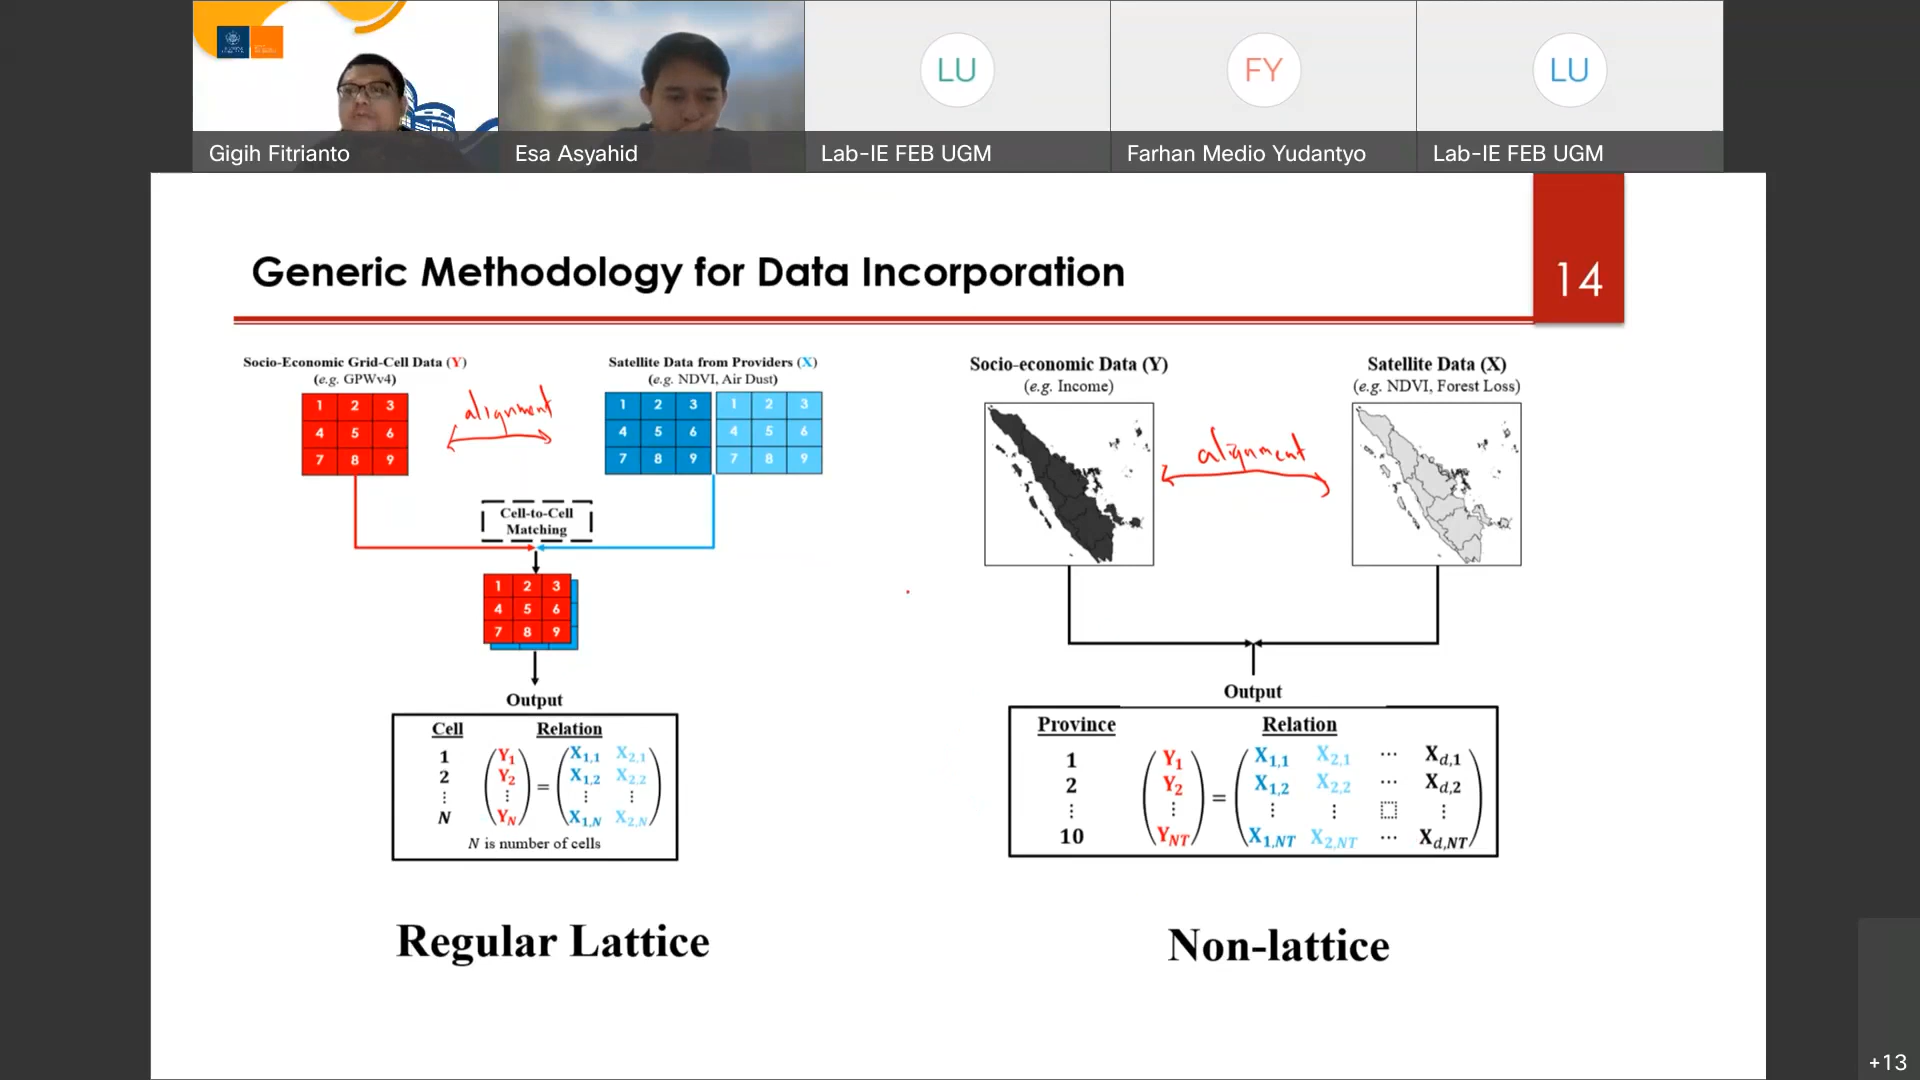 LU
FY
LU
Gigih Fitrianto
Esa Asyahid
Lab-IE FEB UGM
Farhan Medio Yudantyo
Lab-IE FEB UGM
Generic Methodology for Data Incorporation
14
Socio-Economic Grid-Cell Data (Y)
(e.g. GPWv4)
1 2 3
4 5 6
7 8 9
alignment
Satellite Data from Providers (X)
(e.g. NDVI, Air Dust)
1 2 3 1 2 3
4 5 6 4 5 6
7 8 9 7 8 9
Cell-to-Cell
Matching
1 2 3
4 5 6
7 8 9
Output
Cell Relation
1 Y1 X1,1 X2,1
2 Y2 = X1,2 X2,2
⋮ ⋮ ⋮ ⋮
N YN X1,N X2,N
N is number of cells
Regular Lattice
Socio-economic Data (Y)
(e.g. Income)
alignment
Satellite Data (X)
(e.g. NDVI, Forest Loss)
Output
Province Relation
1 Y1 X1,1 X2,1 ⋯ Xd,1
2 Y2 = X1,2 X2,2 ⋯ Xd,2
⋮ ⋮ ⋮ ⋮ ⋮
10 YNT X1,NT X2,NT ⋯ Xd,NT
Non-lattice
+13